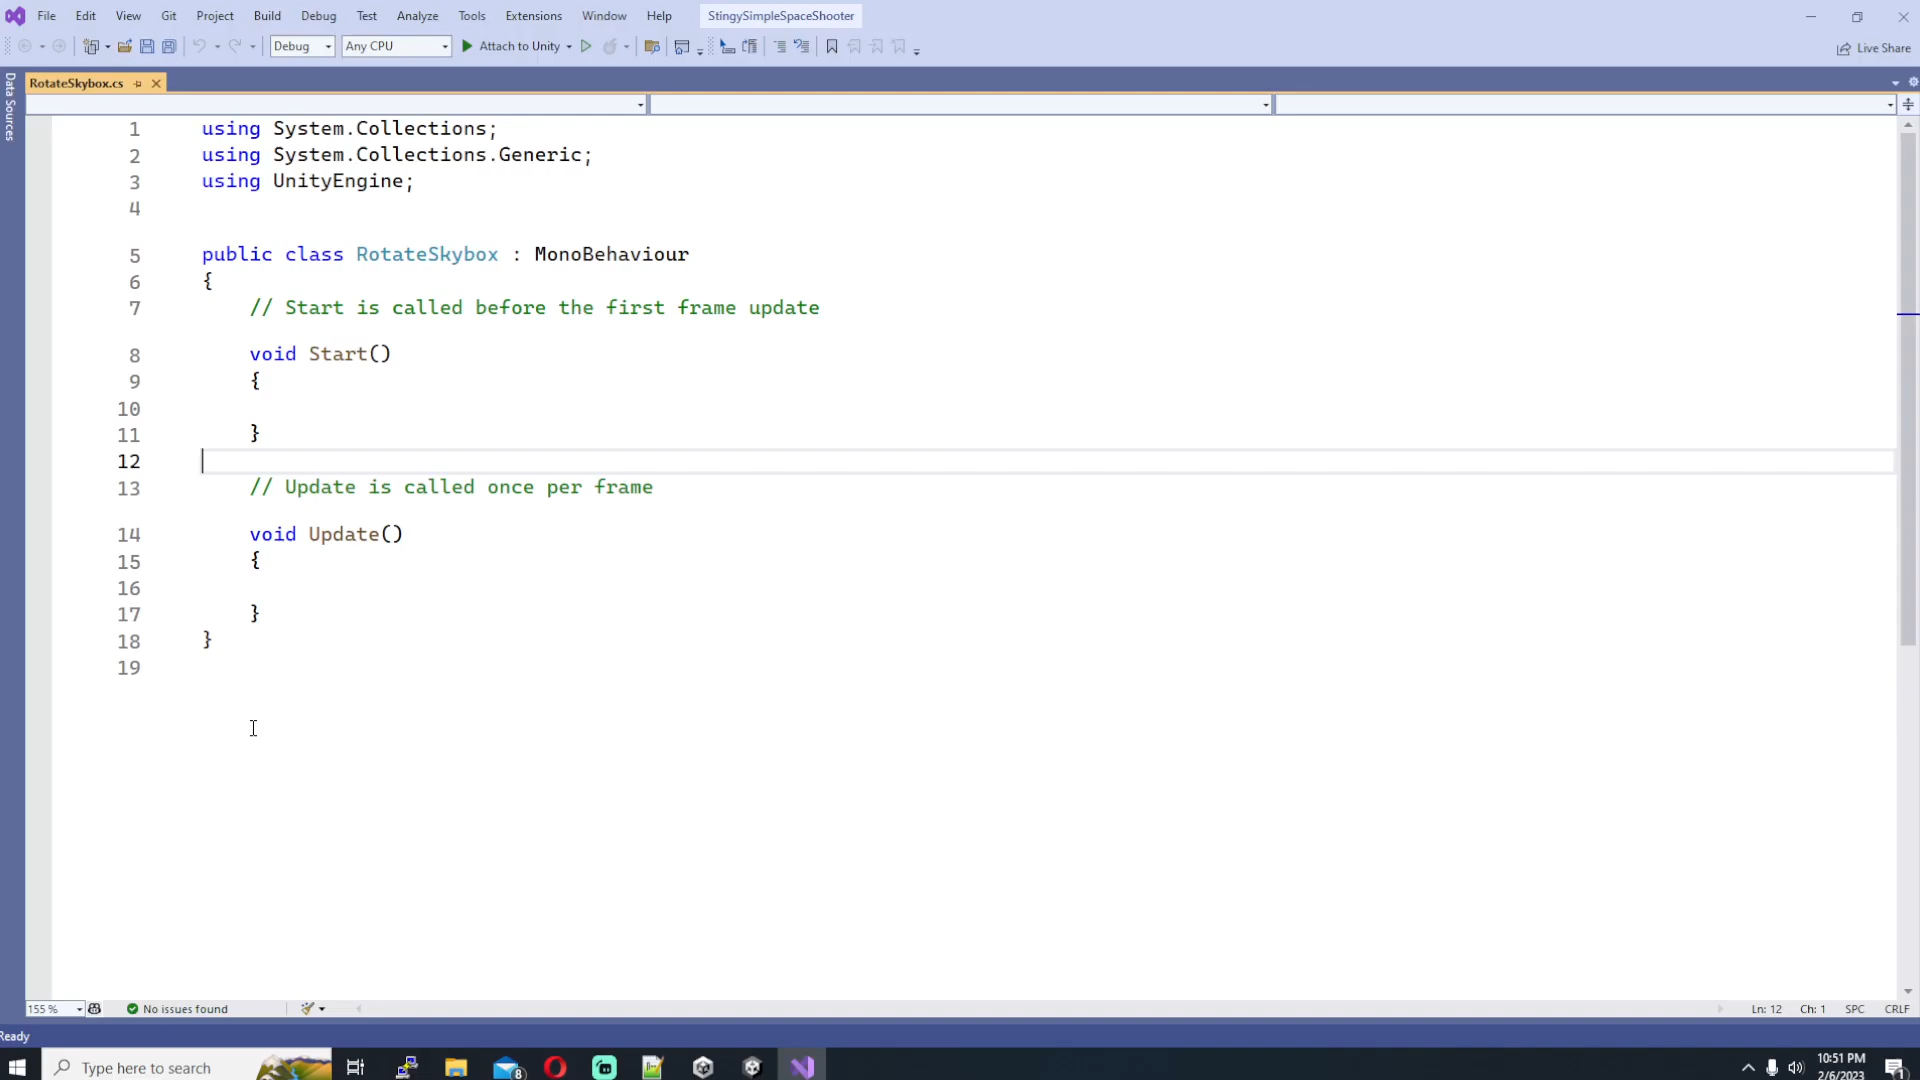 File Edit View Git Project Build Debug Test Analyze Tools Extensions Window Help StingySimpleSpaceShooter
Debug Any CPU Attach to Unity Live Share
Data Sources
RotateSkybox.cs
1 using System.Collections;
2 using System.Collections.Generic;
3 using UnityEngine;
4
5 public class RotateSkybox : MonoBehaviour
6 {
7 // Start is called before the first frame update
8 void Start()
9 {
10
11 }
12
13 // Update is called once per frame
14 void Update()
15 {
16
17 }
18 }
19
155 % No issues found Ln: 12 Ch: 1 SPC CRLF
Ready
Type here to search 8 10:51 PM
2/6/2023 1